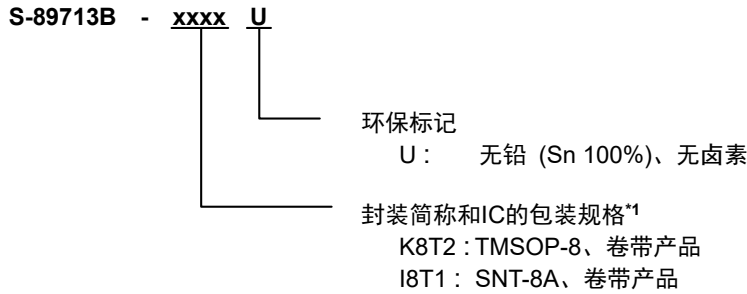 S-89713B - xxxx U
环保标记
U : 无铅 (Sn 100%)、无卤素
封装简称和IC的包装规格*1
K8T2 : TMSOP-8、卷带产品
I8T1 : SNT-8A、卷带产品